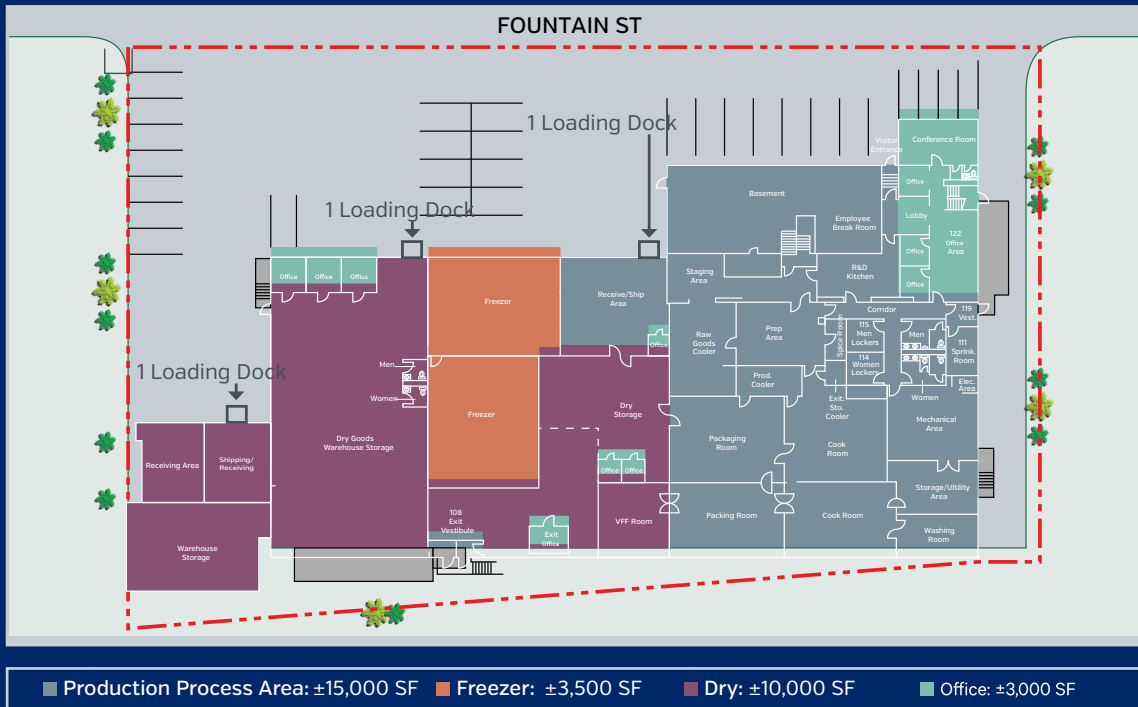 FOUNTAIN ST
1 Loading Dock
1 Loading Dock
1 Loading Dock
Visitor
Entrance
Conference Room
Office
Lobby
122
Office
Area
Office
Office
Basement
Employee
Break Room
R&D
Kitchen
Staging
Area
Corridor
119
Vest.
Office
Office
Office
Freezer
Receive/Ship
Area
Office
Raw
Goods
Cooler
Prep
Area
Spice Room
115
Men
Lockers
114
Women
Lockers
Men
111
Sprink.
Room
Prod.
Cooler
Elec.
Area
Women
Exit.
Sto.
Cooler
Men
Women
Freezer
Dry
Storage
Dry Goods
Warehouse Storage
Packaging
Room
Cook
Room
Mechanical
Area
Receiving Area
Shipping/
Receiving
Office
Office
Storage/Ultility
Area
108
Exit
Vestibule
Exit
Office
VFF Room
Packing Room
Cook Room
Washing
Room
Warehouse
Storage
Production Process Area: ±15,000 SF
Freezer: ±3,500 SF
Dry: ±10,000 SF
Office: ±3,000 SF